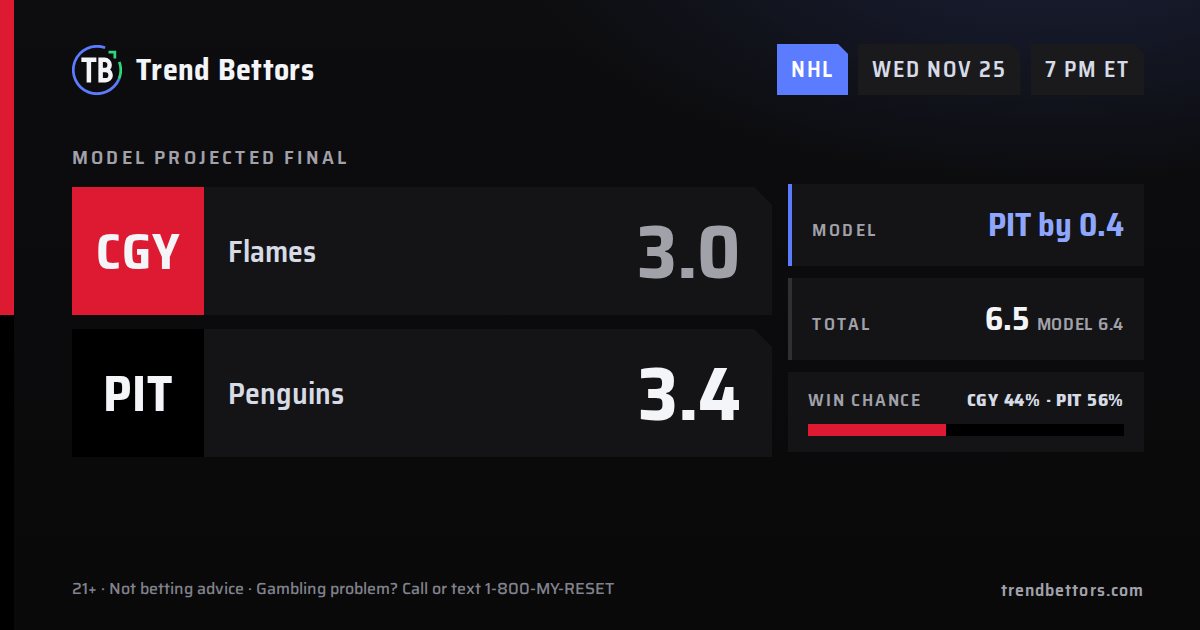 TB Trend Bettors
NHL WED NOV 25 7 PM ET
MODEL PROJECTED FINAL
CGY Flames 3.0
PIT Penguins 3.4
MODEL PIT by 0.4
TOTAL 6.5 MODEL 6.4
WIN CHANCE CGY 44% · PIT 56%
21+ · Not betting advice · Gambling problem? Call or text 1-800-MY-RESET
trendbettors.com